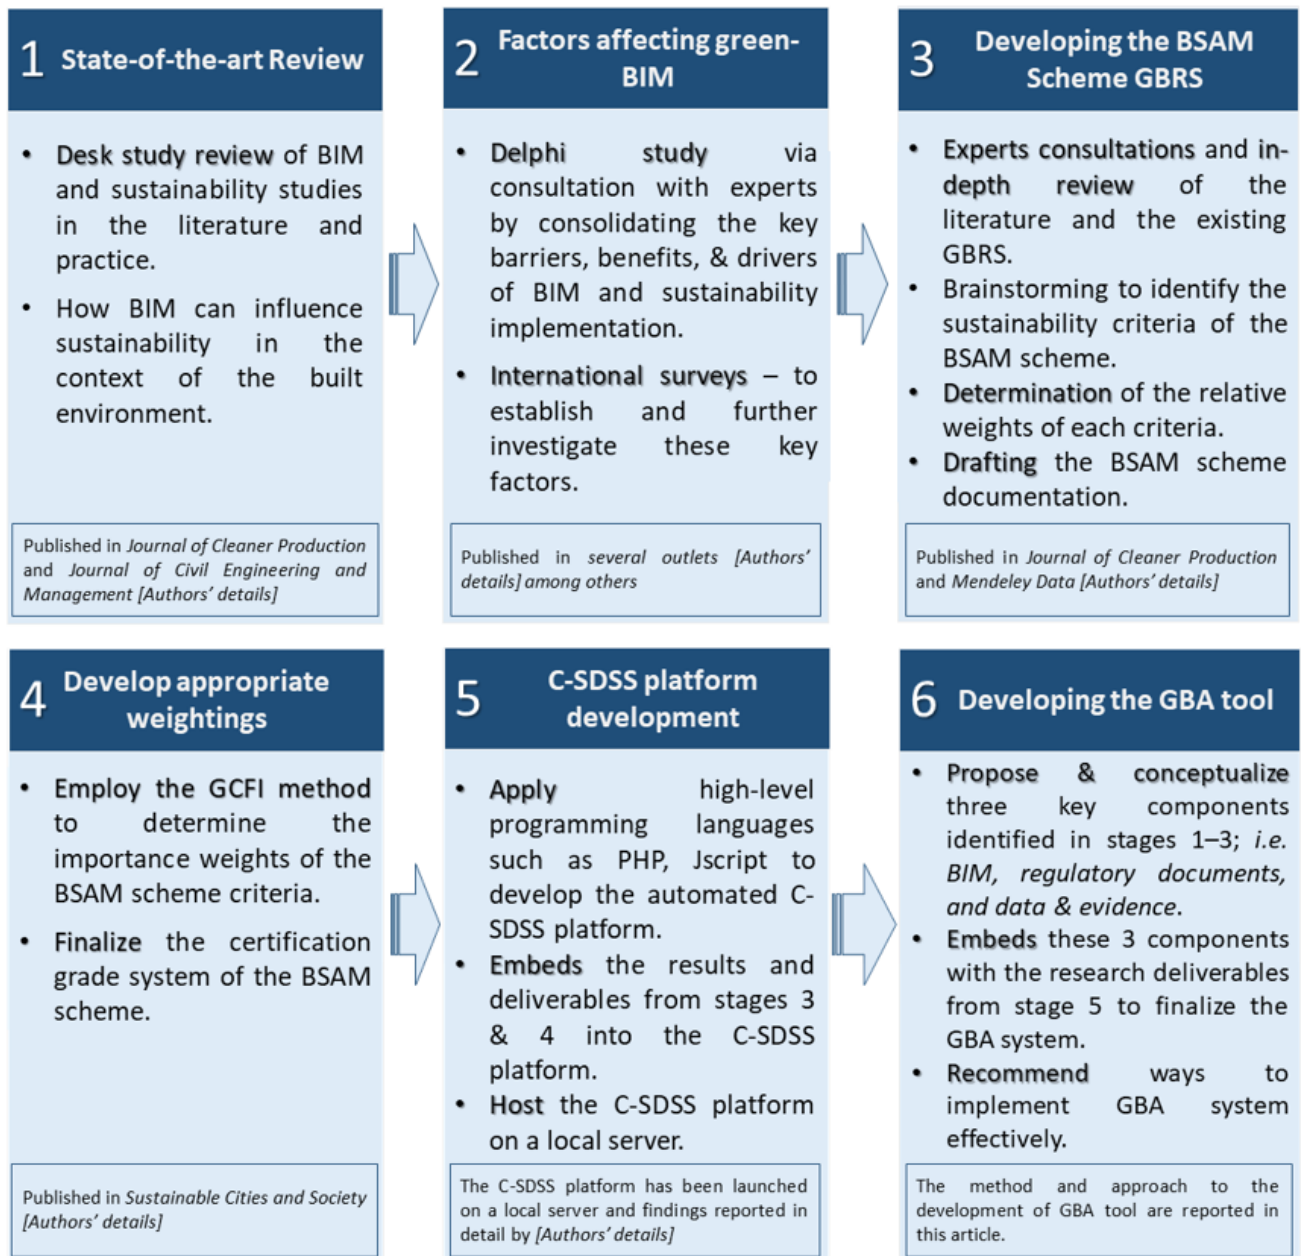 1 State-of-the-art Review
• Desk study review of BIM
and sustainability studies
in the literature and
practice.
• How BIM can influence
sustainability in the
context of the built
environment.
Published in Journal of Cleaner Production
and Journal of Civil Engineering and
Management [Authors’ details]
2 Factors affecting green-
BIM
• Delphi study via
consultation with experts
by consolidating the key
barriers, benefits, & drivers
of BIM and sustainability
implementation.
• International surveys – to
establish and further
investigate these key
factors.
Published in several outlets [Authors’
details] among others
3 Developing the BSAM
Scheme GBRS
• Experts consultations and in-
depth review of the
literature and the existing
GBRS.
• Brainstorming to identify the
sustainability criteria of the
BSAM scheme.
• Determination of the relative
weights of each criteria.
• Drafting the BSAM scheme
documentation.
Published in Journal of Cleaner Production
and Mendeley Data [Authors’ details]
4 Develop appropriate
weightings
• Employ the GCFI method
to determine the
importance weights of the
BSAM scheme criteria.
• Finalize the certification
grade system of the BSAM
scheme.
Published in Sustainable Cities and Society
[Authors’ details]
5 C-SDSS platform
development
• Apply high-level
programming languages
such as PHP, Jscript to
develop the automated C-
SDSS platform.
• Embeds the results and
deliverables from stages 3
& 4 into the C-SDSS
platform.
• Host the C-SDSS platform
on a local server.
The C-SDSS platform has been launched
on a local server and findings reported in
detail by [Authors’ details]
6 Developing the GBA tool
• Propose & conceptualize
three key components
identified in stages 1–3; i.e.
BIM, regulatory documents,
and data & evidence.
• Embeds these 3 components
with the research deliverables
from stage 5 to finalize the
GBA system.
• Recommend ways to
implement GBA system
effectively.
The method and approach to the
development of GBA tool are reported in
this article.